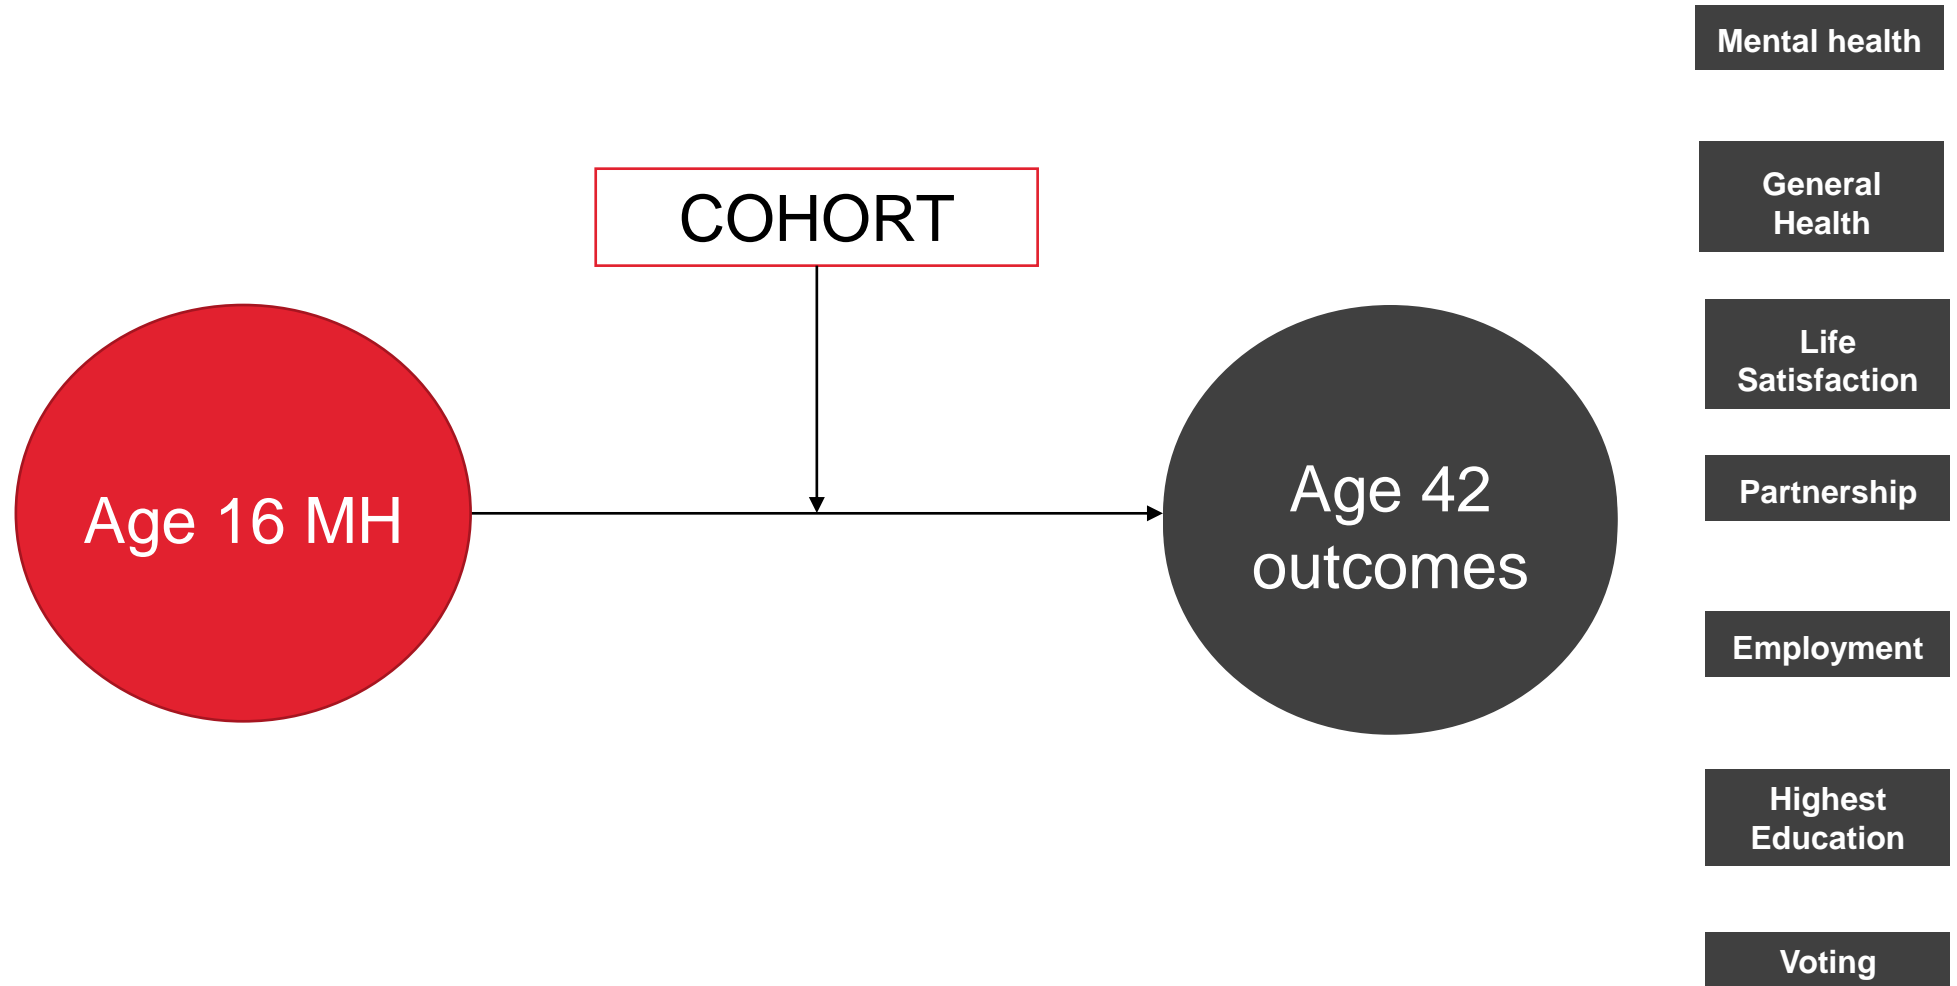 COHORT
Age 16 MH
Age 42
outcomes
Mental health
General
Health
Life
Satisfaction
Partnership
Employment
Highest
Education
Voting